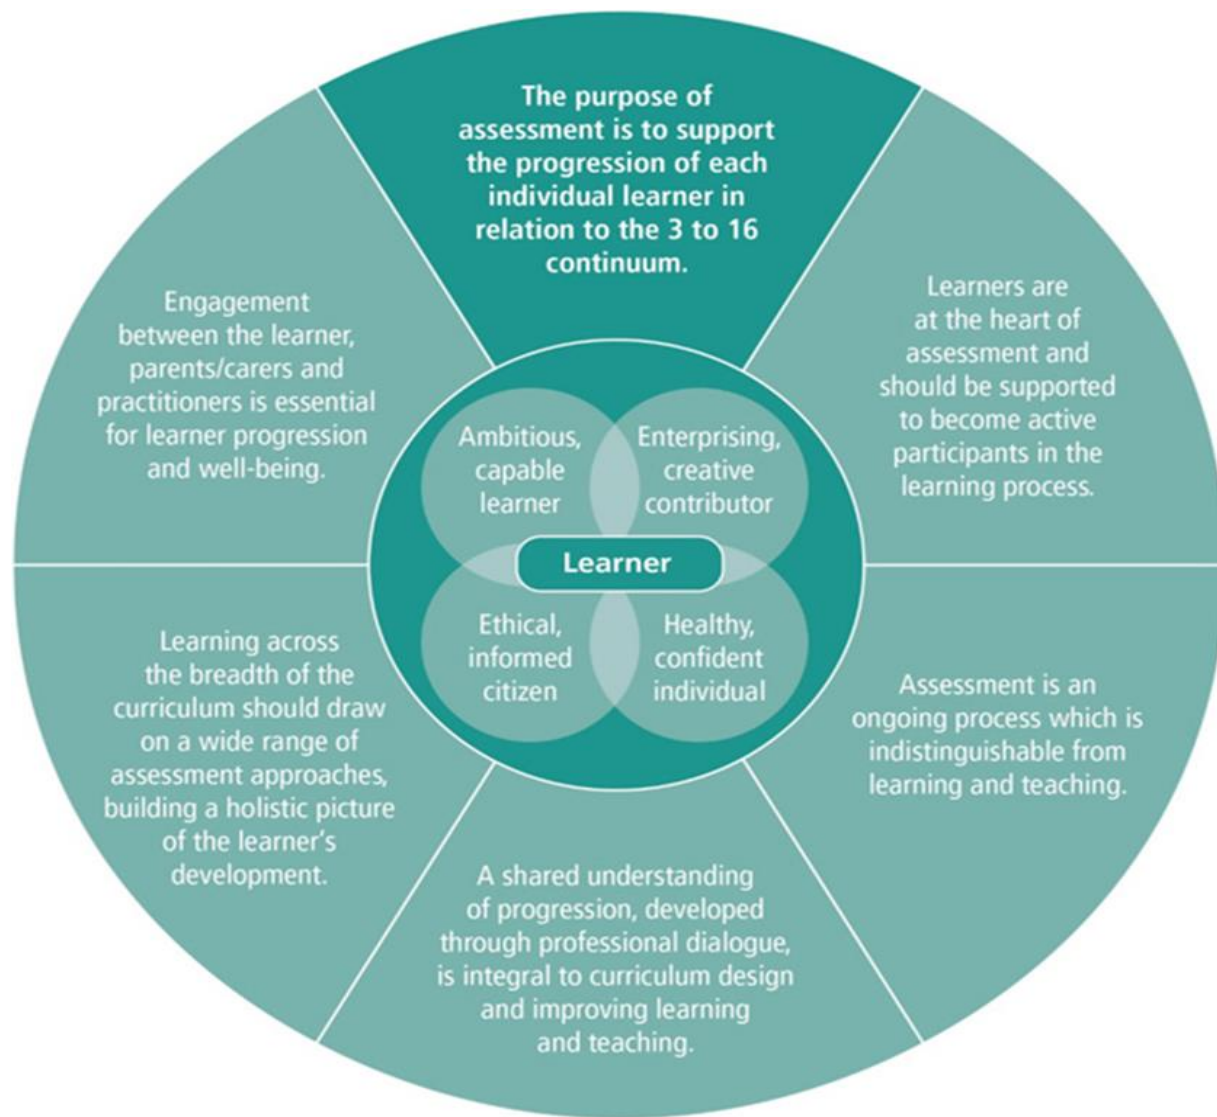 The purpose of
assessment is to support
the progression of each
individual learner in
relation to the 3 to 16
continuum.
Learners are
at the heart of
assessment and
should be supported
to become active
participants in the
learning process.
Assessment is an
ongoing process which is
indistinguishable from
learning and teaching.
A shared understanding
of progression, developed
through professional dialogue,
is integral to curriculum design
and improving learning
and teaching.
Learning across
the breadth of the
curriculum should draw
on a wide range of
assessment approaches,
building a holistic picture
of the learner's
development.
Engagement
between the learner,
parents/carers and
practitioners is essential
for learner progression
and well-being.
Ambitious,
capable
learner
Enterprising,
creative
contributor
Learner
Ethical,
informed
citizen
Healthy,
confident
individual